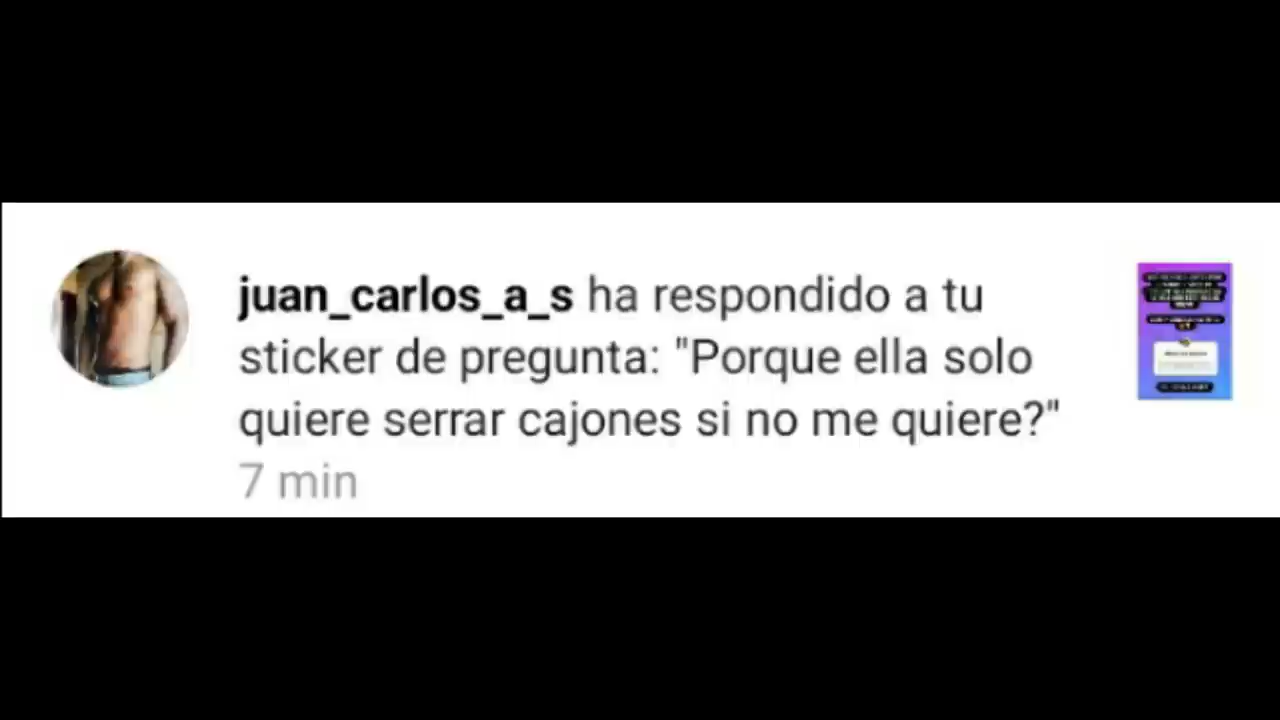 juan_carlos_a_s ha respondido a tu
sticker de pregunta: "Porque ella solo
quiere serrar cajones si no me quiere?"
7 min